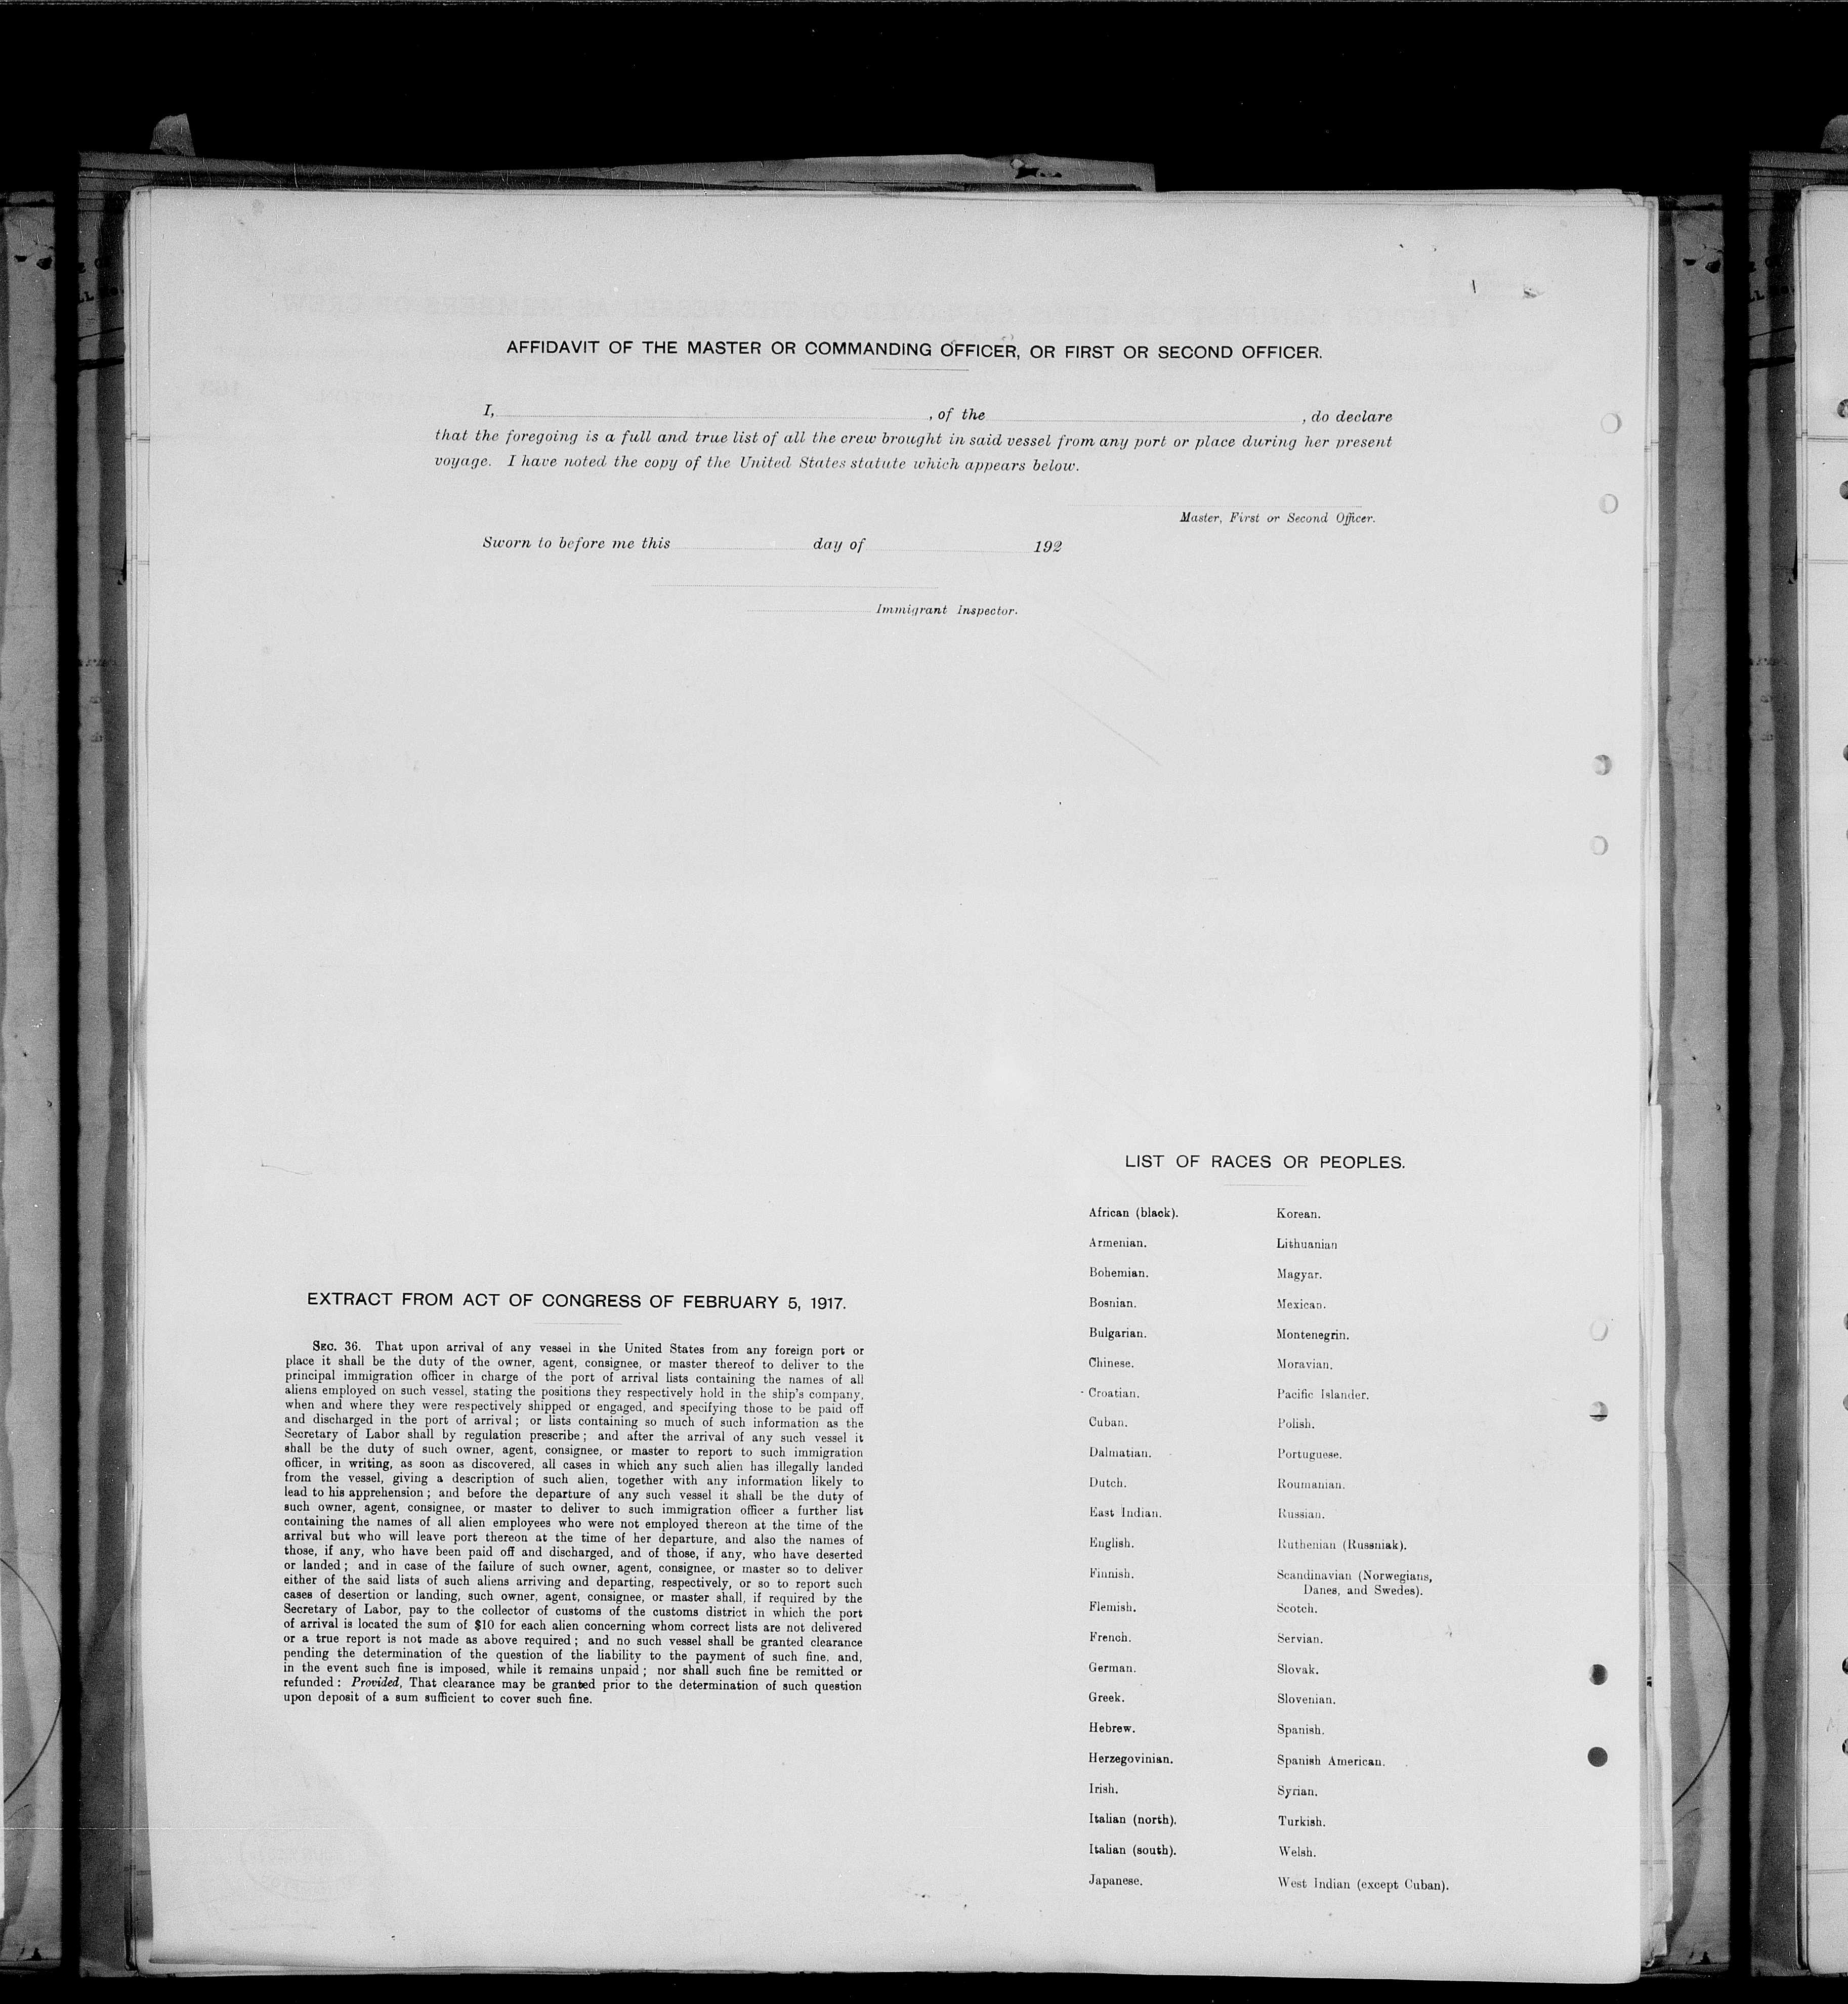 AFFIDAVIT OF THE MASTER OR COMMANDING OFFICER, OR FIRST OR SECOND OFFICER.
I, , of the , do declare
that the foregoing is a full and true list of all the crew brought in said vessel from any port or place during her present
voyage. I have noted the copy of the United States statute which appears below.
Master, First or Second Officer.
Sworn to before me this day of 192
Immigrant Inspector.
EXTRACT FROM ACT OF CONGRESS OF FEBRUARY 5, 1917.
SEC. 36. That upon arrival of any vessel in the United States from any foreign port or
place it shall be the duty of the owner, agent, consignee, or master thereof to deliver to the
principal immigration officer in charge of the port of arrival lists containing the names of all
aliens employed on such vessel, stating the positions they respectively hold in the ship's company,
when and where they were respectively shipped or engaged, and specifying those to be paid off
and discharged in the port of arrival; or lists containing so much of such information as the
Secretary of Labor shall by regulation prescribe; and after the arrival of any such vessel it
shall be the duty of such owner, agent, consignee, or master to report to such immigration
officer, in writing, as soon as discovered, all cases in which any such alien has illegally landed
from the vessel, giving a description of such alien, together with any information likely to
lead to his apprehension; and before the departure of any such vessel it shall be the duty of
such owner, agent, consignee, or master to deliver to such immigration officer a further list
containing the names of all alien employees who were not employed thereon at the time of the
arrival but who will leave port thereon at the time of her departure, and also the names of
those, if any, who have been paid off and discharged, and of those, if any, who have deserted
or landed; and in case of the failure of such owner, agent, consignee, or master so to deliver
either of the said lists of such aliens arriving and departing, respectively, or so to report such
cases of desertion or landing, such owner, agent, consignee, or master shall, if required by the
Secretary of Labor, pay to the collector of customs of the customs district in which the port
of arrival is located the sum of $10 for each alien concerning whom correct lists are not delivered
or a true report is not made as above required; and no such vessel shall be granted clearance
pending the determination of the question of the liability to the payment of such fine, and,
in the event such fine is imposed, while it remains unpaid; nor shall such fine be remitted or
refunded: Provided, That clearance may be granted prior to the determination of such question
upon deposit of a sum sufficient to cover such fine.
LIST OF RACES OR PEOPLES.
African (black).
Armenian.
Bohemian.
Bosnian.
Bulgarian.
Chinese.
Croatian.
Cuban.
Dalmatian.
Dutch.
East Indian.
English.
Finnish.
Flemish.
French.
German.
Greek.
Hebrew.
Herzegovinian.
Irish.
Italian (north).
Italian (south).
Japanese.
Korean.
Lithuanian
Magyar.
Mexican.
Montenegrin.
Moravian.
Pacific Islander.
Polish.
Portuguese.
Roumanian.
Russian.
Ruthenian (Russniak).
Scandinavian (Norwegians,
Danes, and Swedes).
Scotch.
Servian.
Slovak.
Slovenian.
Spanish.
Spanish American.
Syrian.
Turkish.
Welsh.
West Indian (except Cuban).